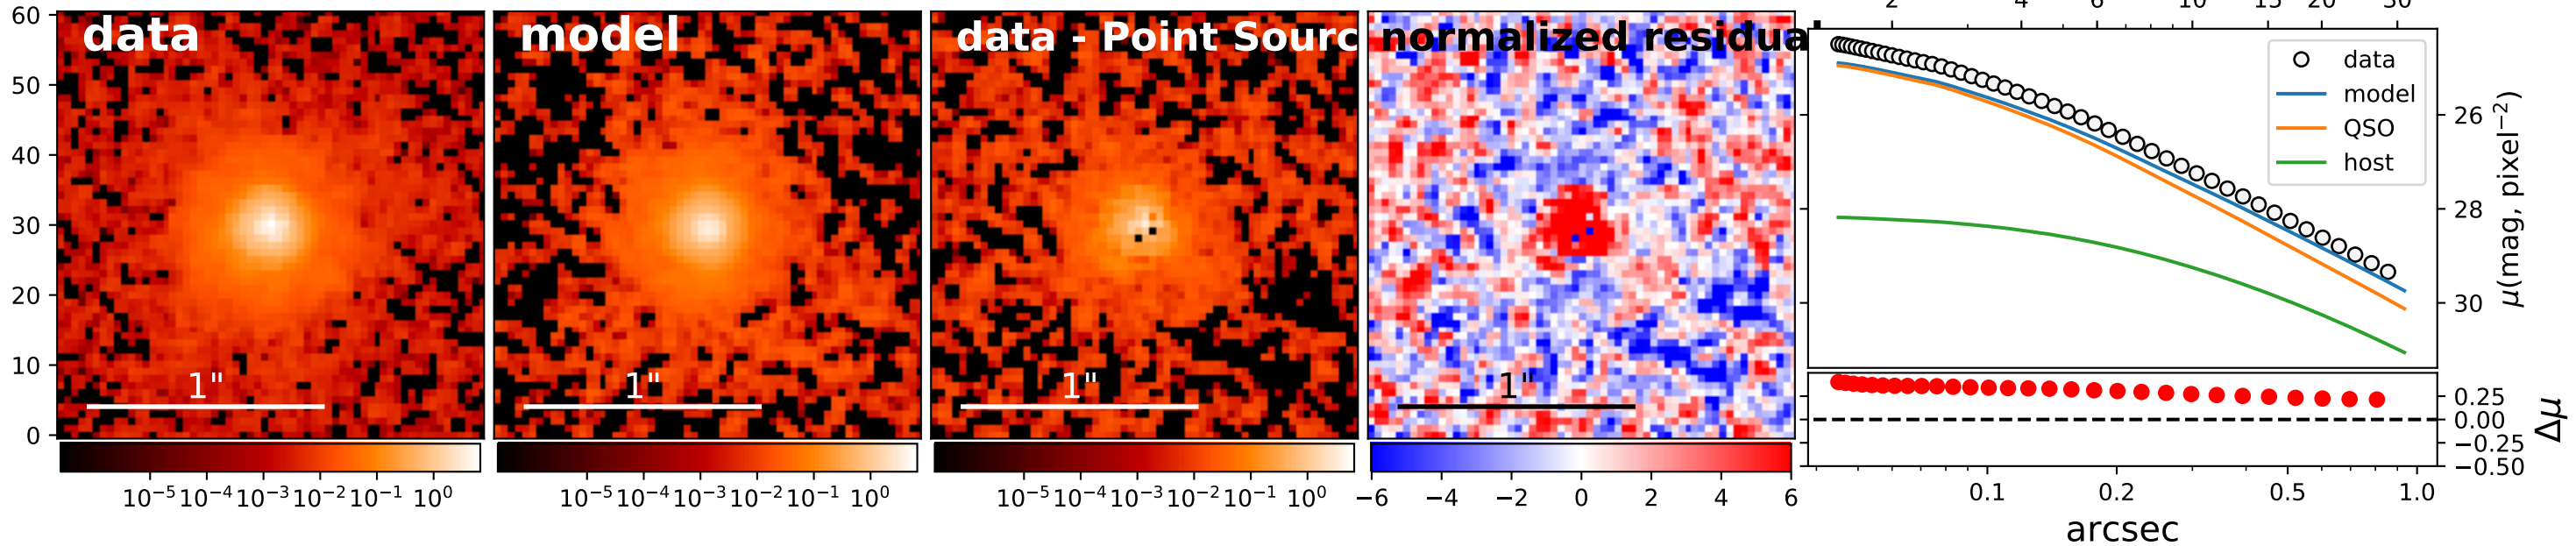 data
model
data - Point Sourc
normalized residua
60
50
40
30
20
10
0
1"
1"
1"
1"
10⁻⁵ 10⁻⁴ 10⁻³ 10⁻² 10⁻¹ 10⁰
10⁻⁵ 10⁻⁴ 10⁻³ 10⁻² 10⁻¹ 10⁰
10⁻⁵ 10⁻⁴ 10⁻³ 10⁻² 10⁻¹ 10⁰
−6 −4 −2 0 2 4 6
2 4 6 10 15 20 30
data
model
QSO
host
26
28
30
μ(mag, pixel⁻²)
0.25
0.00
−0.25
−0.50
Δμ
0.1 0.2 0.5 1.0
arcsec